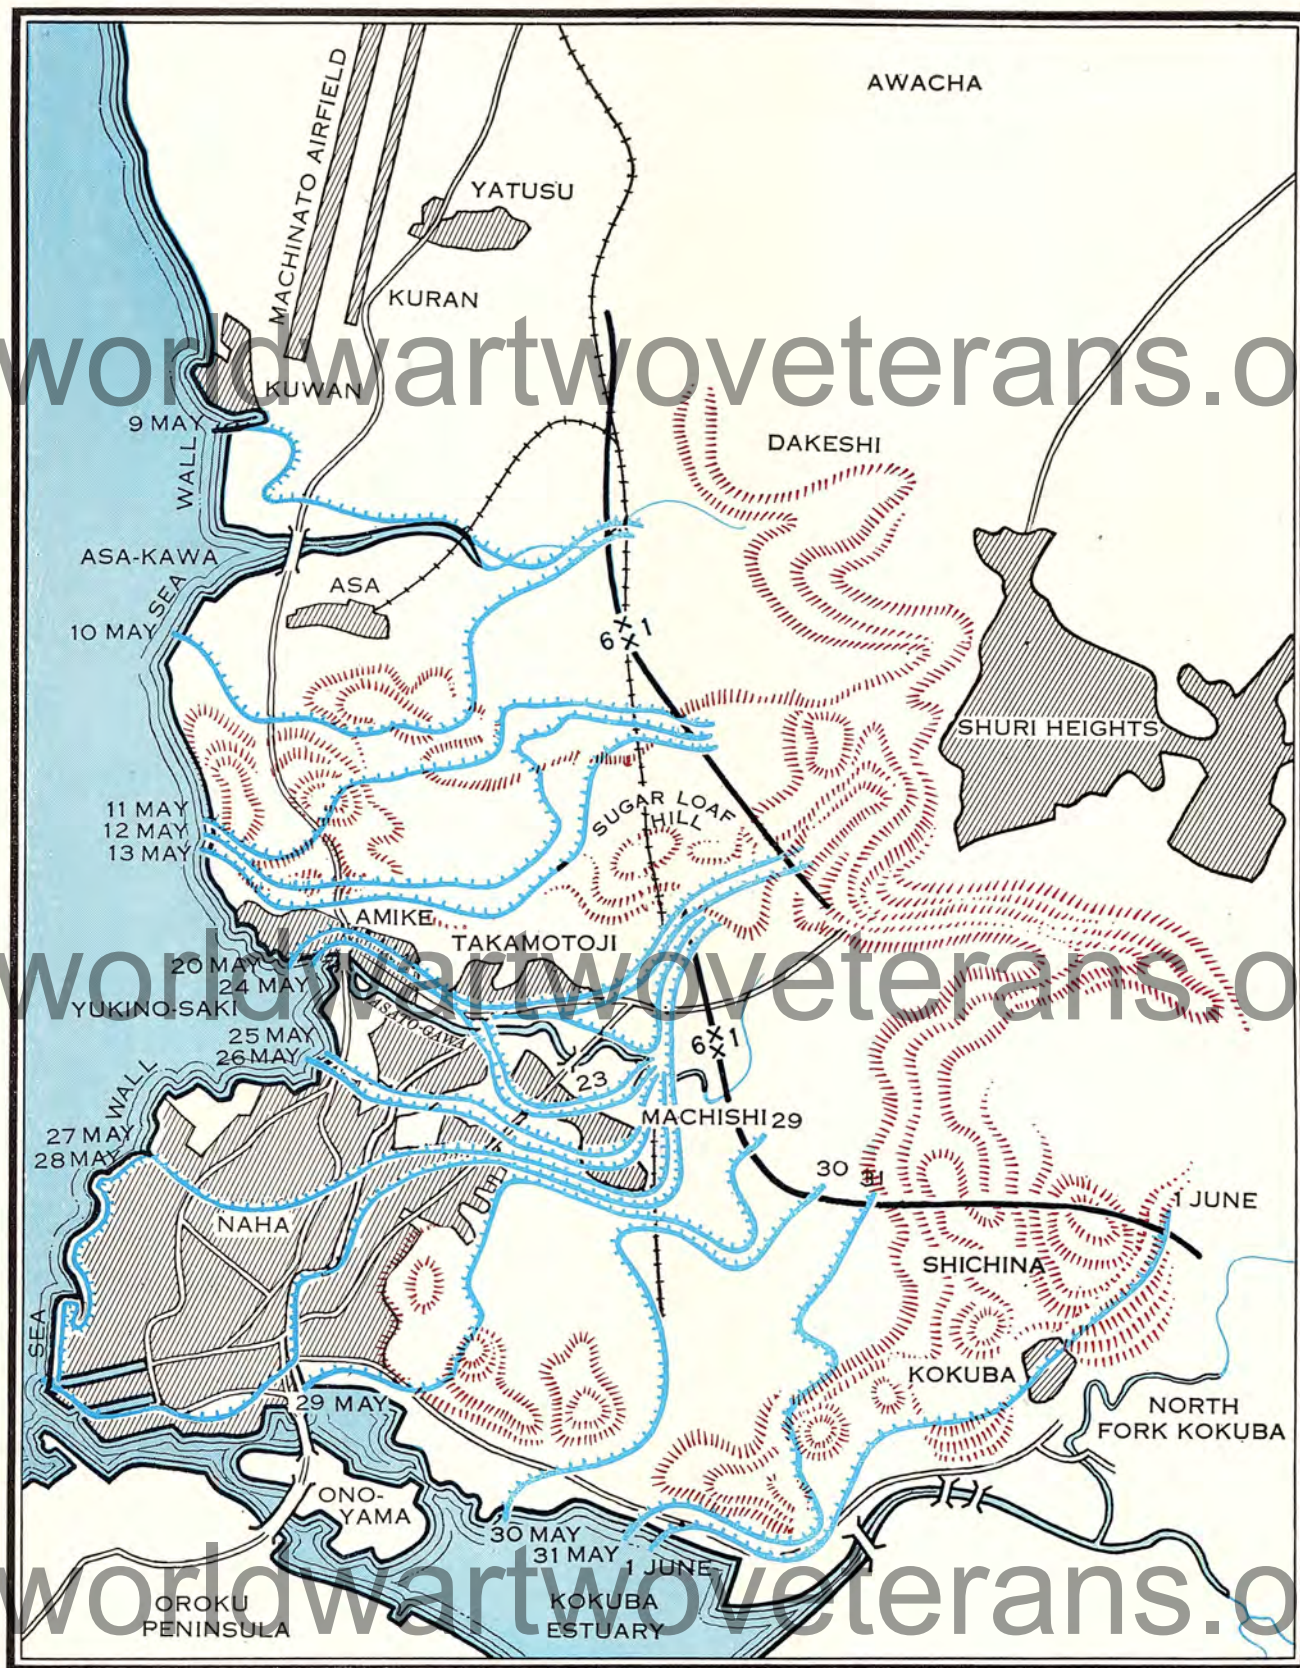 AWACHA
MACHINATO AIRFIELD
YATUSU
KURAN
worldwartwoveterans.o
KUWAN
9 MAY
DAKESHI
SEA WALL
ASA-KAWA
ASA
10 MAY
6 XX 1
SHURI HEIGHTS
11 MAY
12 MAY
13 MAY
SUGAR LOAF
HILL
AMIKE
TAKAMOTOJI
worldwartwoveterans.o
20 MAY
24 MAY
YUKINO-SAKI
ASATO-GAWA
25 MAY
26 MAY
6 XX 1
23
SEA WALL
MACHISHI 29
27 MAY
28 MAY
30
31
1 JUNE
NAHA
SHICHINA
KOKUBA
29 MAY
NORTH
FORK KOKUBA
ONO-
YAMA
30 MAY
31 MAY
1 JUNE
worldwartwoveterans.o
OROKU
PENINSULA
KOKUBA
ESTUARY